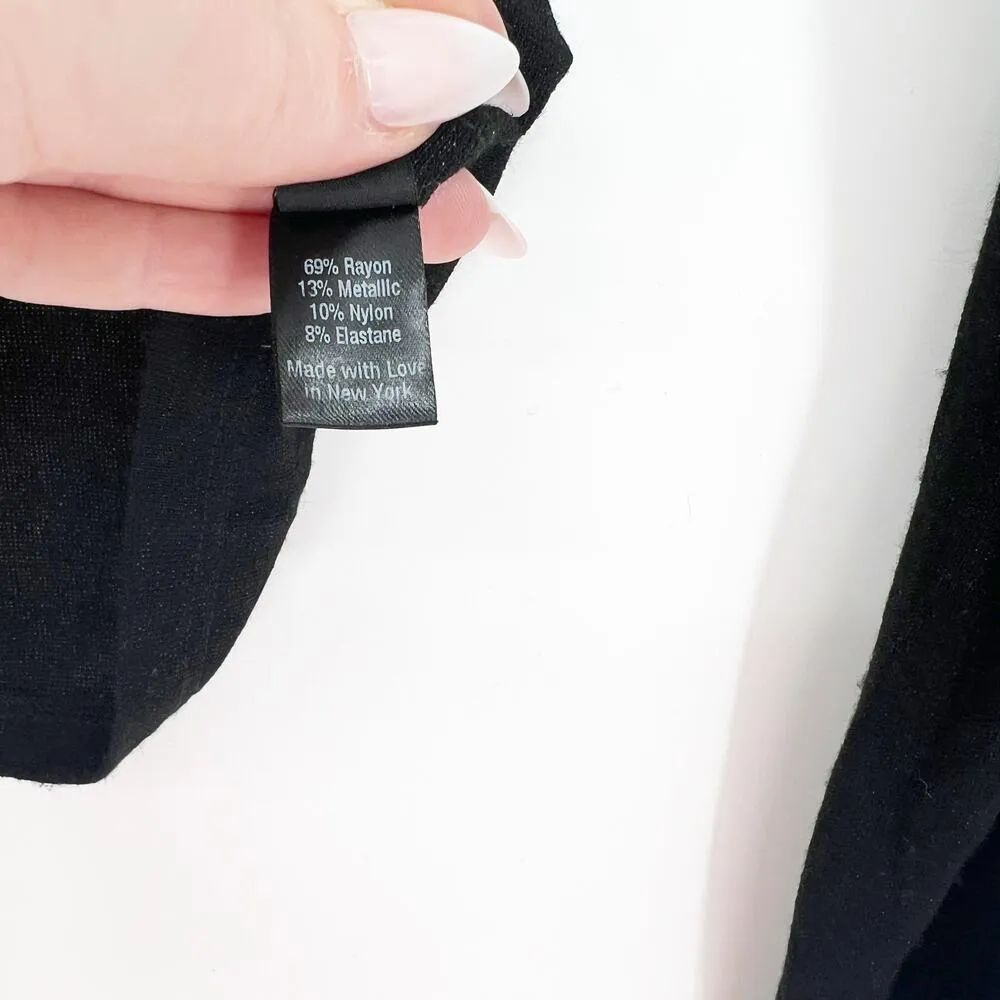 69% Rayon
13% Metallic
10% Nylon
8% Elastane
Made with Love
in New York